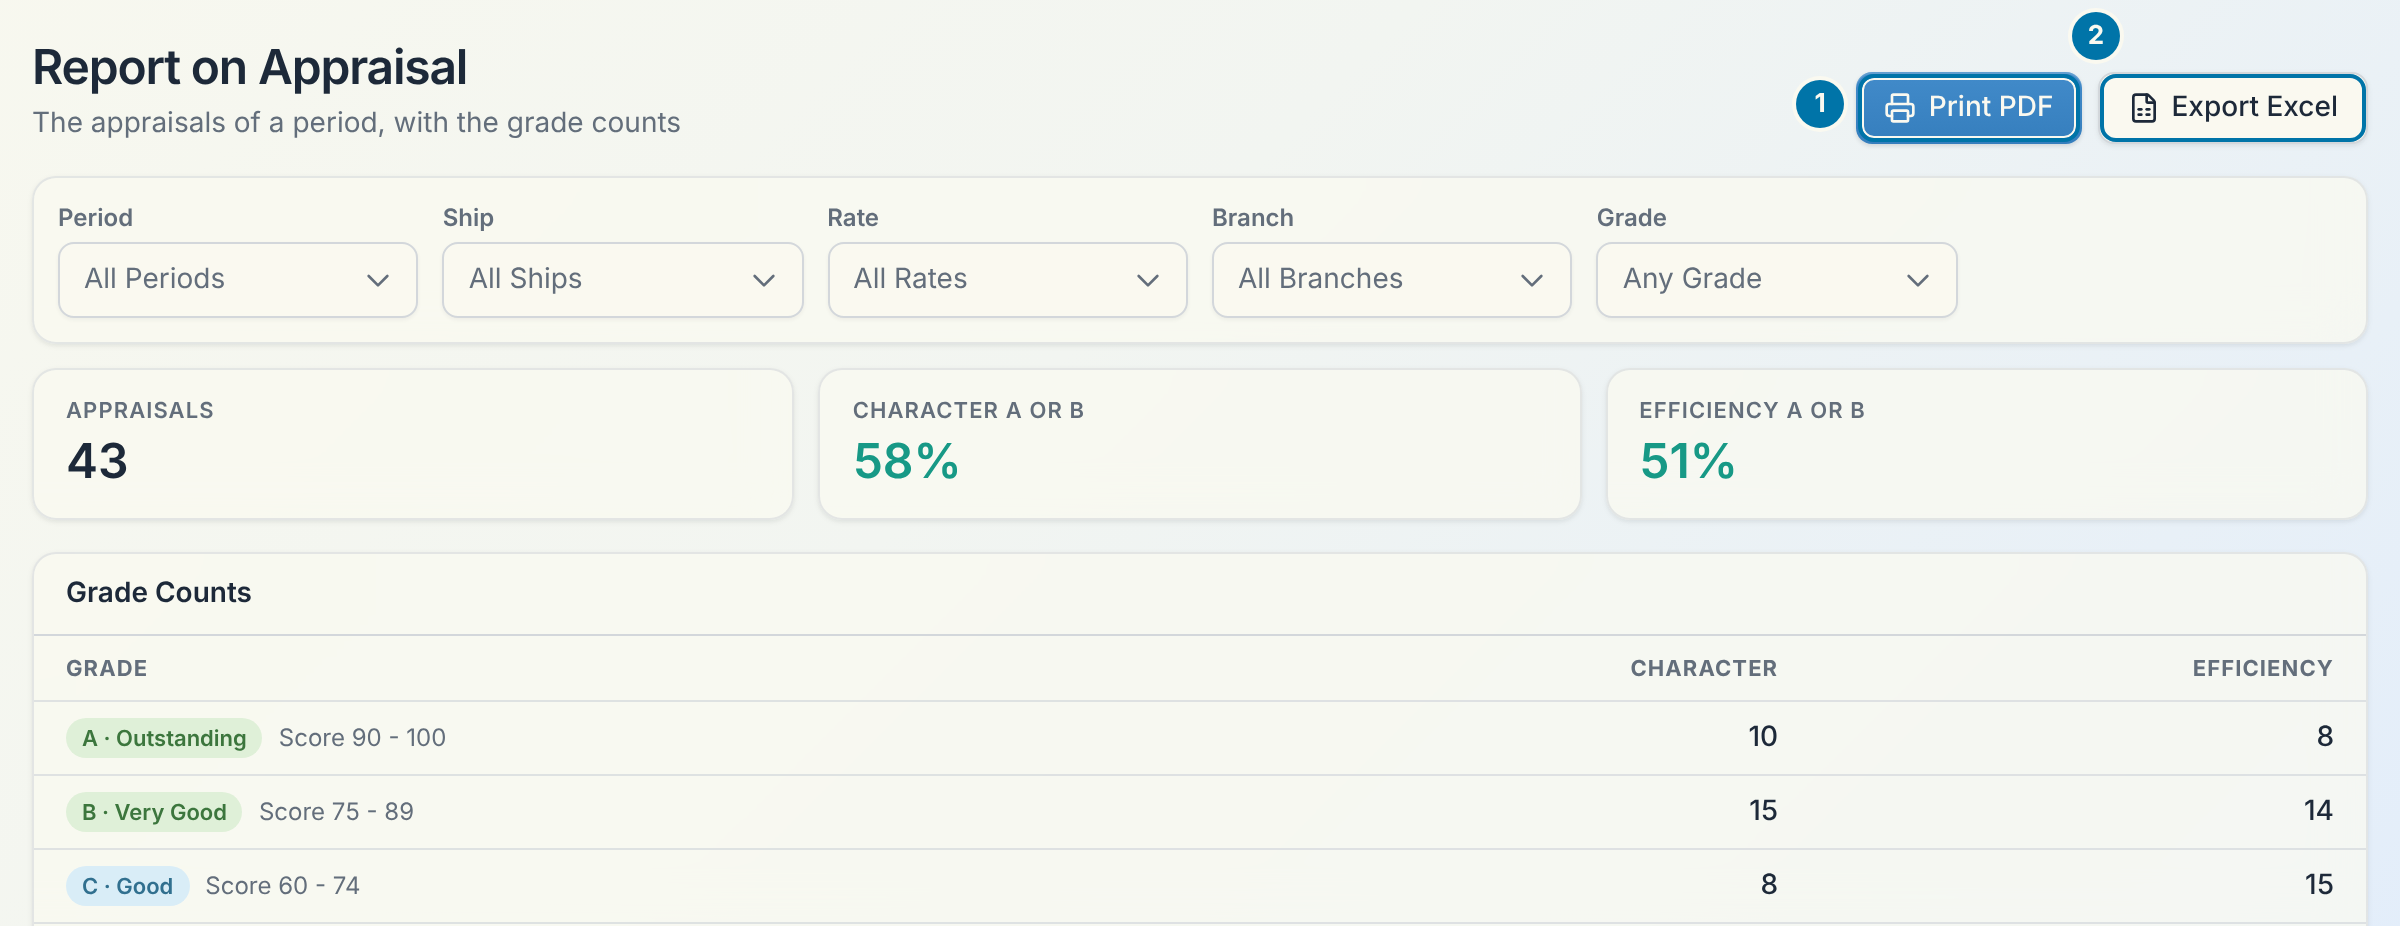 Report on Appraisal
The appraisals of a period, with the grade counts
1
Print PDF
2
Export Excel
Period
Ship
Rate
Branch
Grade
All Periods
All Ships
All Rates
All Branches
Any Grade
APPRAISALS
43
CHARACTER A OR B
58%
EFFICIENCY A OR B
51%
Grade Counts
GRADE CHARACTER EFFICIENCY
A · Outstanding Score 90 - 100 10 8
B · Very Good Score 75 - 89 15 14
C · Good Score 60 - 74 8 15